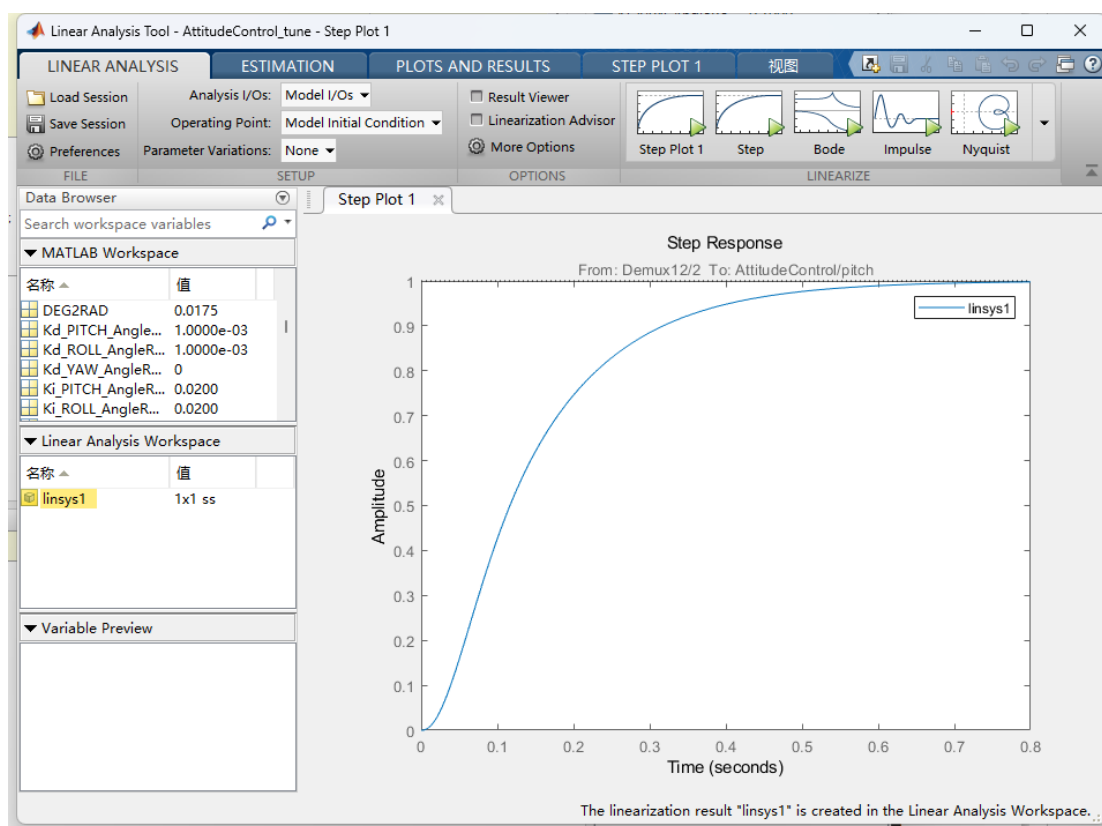 Linear Analysis Tool - AttitudeControl_tune - Step Plot 1
LINEAR ANALYSIS ESTIMATION PLOTS AND RESULTS STEP PLOT 1 视图
Load Session
Save Session
Preferences
FILE
Analysis I/Os: Model I/Os
Operating Point: Model Initial Condition
Parameter Variations: None
SETUP
Result Viewer
Linearization Advisor
More Options
OPTIONS
Step Plot 1 Step Bode Impulse Nyquist
LINEARIZE
Data Browser
Search workspace variables
MATLAB Workspace
名称 值
DEG2RAD 0.0175
Kd_PITCH_Angle... 1.0000e-03
Kd_ROLL_AngleR... 1.0000e-03
Kd_YAW_AngleR... 0
Ki_PITCH_AngleR... 0.0200
Ki_ROLL_AngleR... 0.0200
Linear Analysis Workspace
名称 值
linsys1 1x1 ss
Variable Preview
Step Plot 1
Step Response
From: Demux12/2 To: AttitudeControl/pitch
linsys1
Amplitude
1
0.9
0.8
0.7
0.6
0.5
0.4
0.3
0.2
0.1
0
0 0.1 0.2 0.3 0.4 0.5 0.6 0.7 0.8
Time (seconds)
The linearization result "linsys1" is created in the Linear Analysis Workspace.